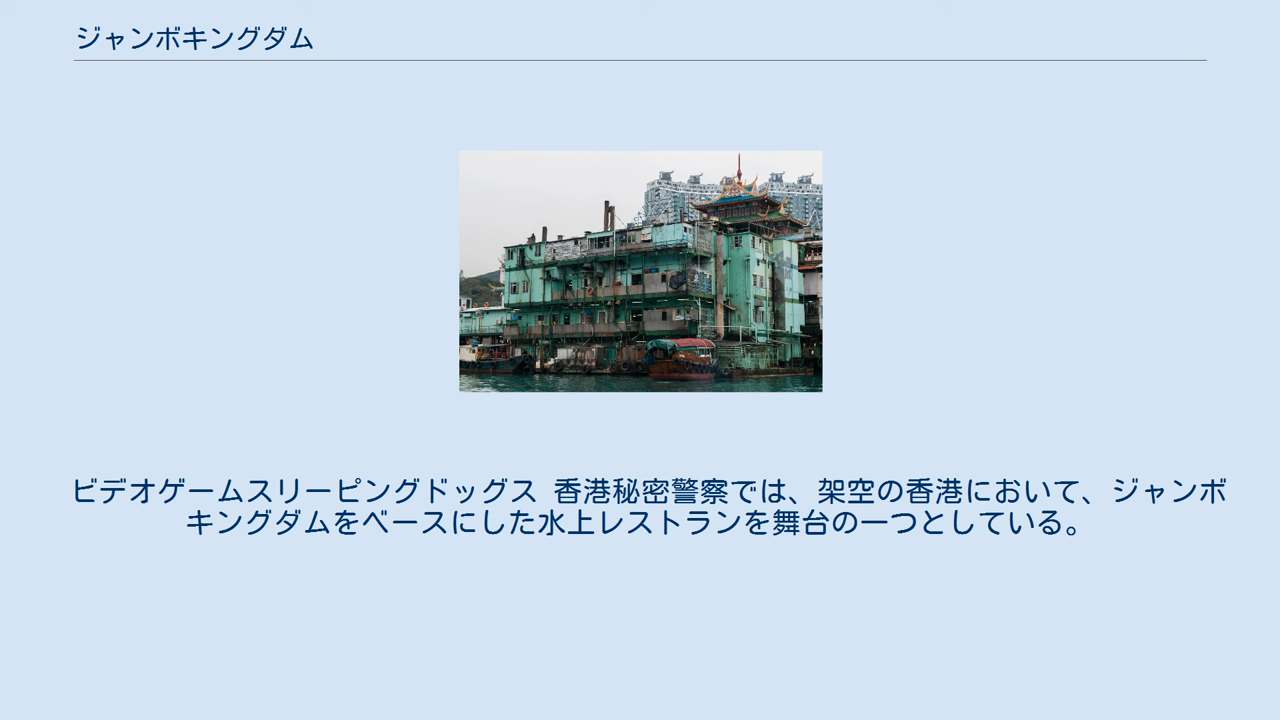 ジャンボキングダム
ビデオゲームスリーピングドッグス 香港秘密警察では、架空の香港において、ジャンボ
キングダムをベースにした水上レストランを舞台の一つとしている。